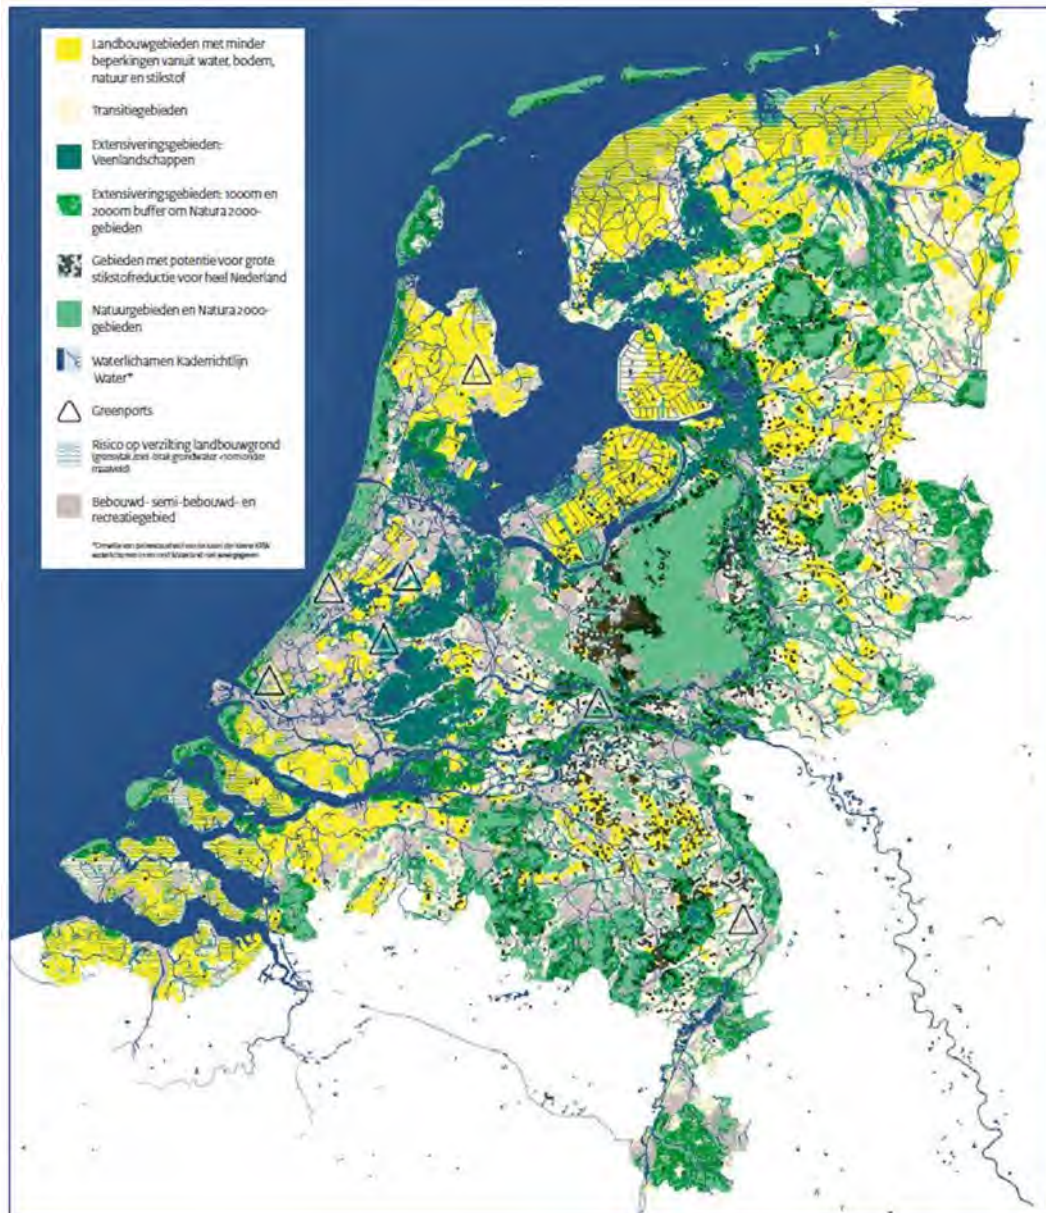 Landbouwgebieden met minder
beperkingen vanuit water, bodem,
natuur en stikstof
Transitiegebieden
Extensiveringsgebieden:
Veenlandschappen
Extensiveringsgebieden: 1000m en
2000m buffer om Natura 2000-
gebieden
Gebieden met potentie voor grote
stikstofreductie voor heel Nederland
Natuurgebieden en Natura 2000-
gebieden
Waterlichamen Kaderrichtlijn
Water*
Greenports
Risico op verzilting landbouwgrond
Bebouwd- semi-bebouwd- en
recreatiegebied